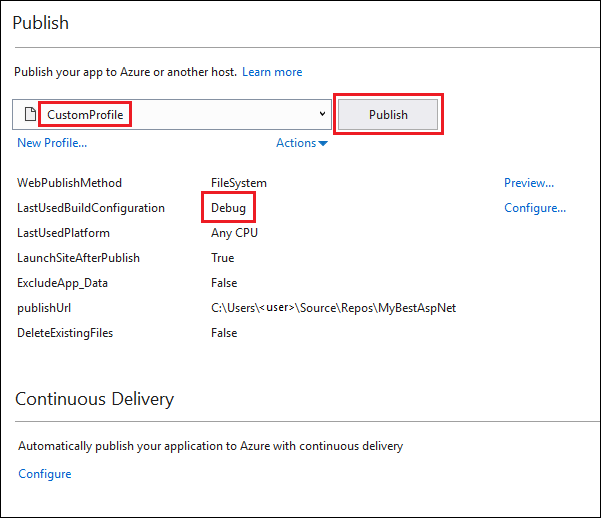 Publish
Publish your app to Azure or another host. Learn more
CustomProfile Publish
New Profile... Actions
WebPublishMethod FileSystem Preview...
LastUsedBuildConfiguration Debug Configure...
LastUsedPlatform Any CPU
LaunchSiteAfterPublish True
ExcludeApp_Data False
publishUrl C:\Users\<user>\Source\Repos\MyBestAspNet
DeleteExistingFiles False
Continuous Delivery
Automatically publish your application to Azure with continuous delivery
Configure